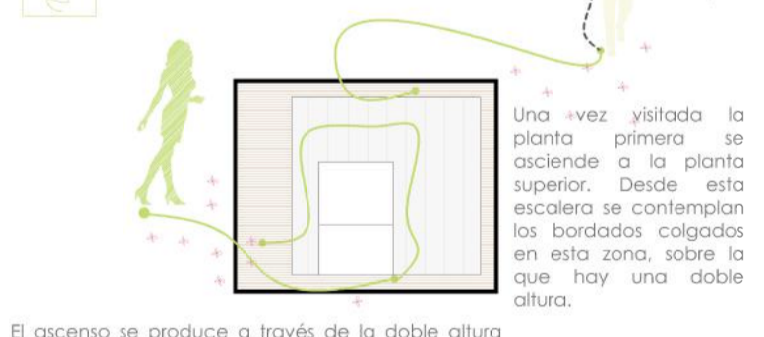 Una vez visitada la
planta primera se
asciende a la planta
superior. Desde esta
escalera se contemplan
los bordados colgados
en esta zona, sobre la
que hay una doble
altura.
El ascenso se produce a través de la doble altura